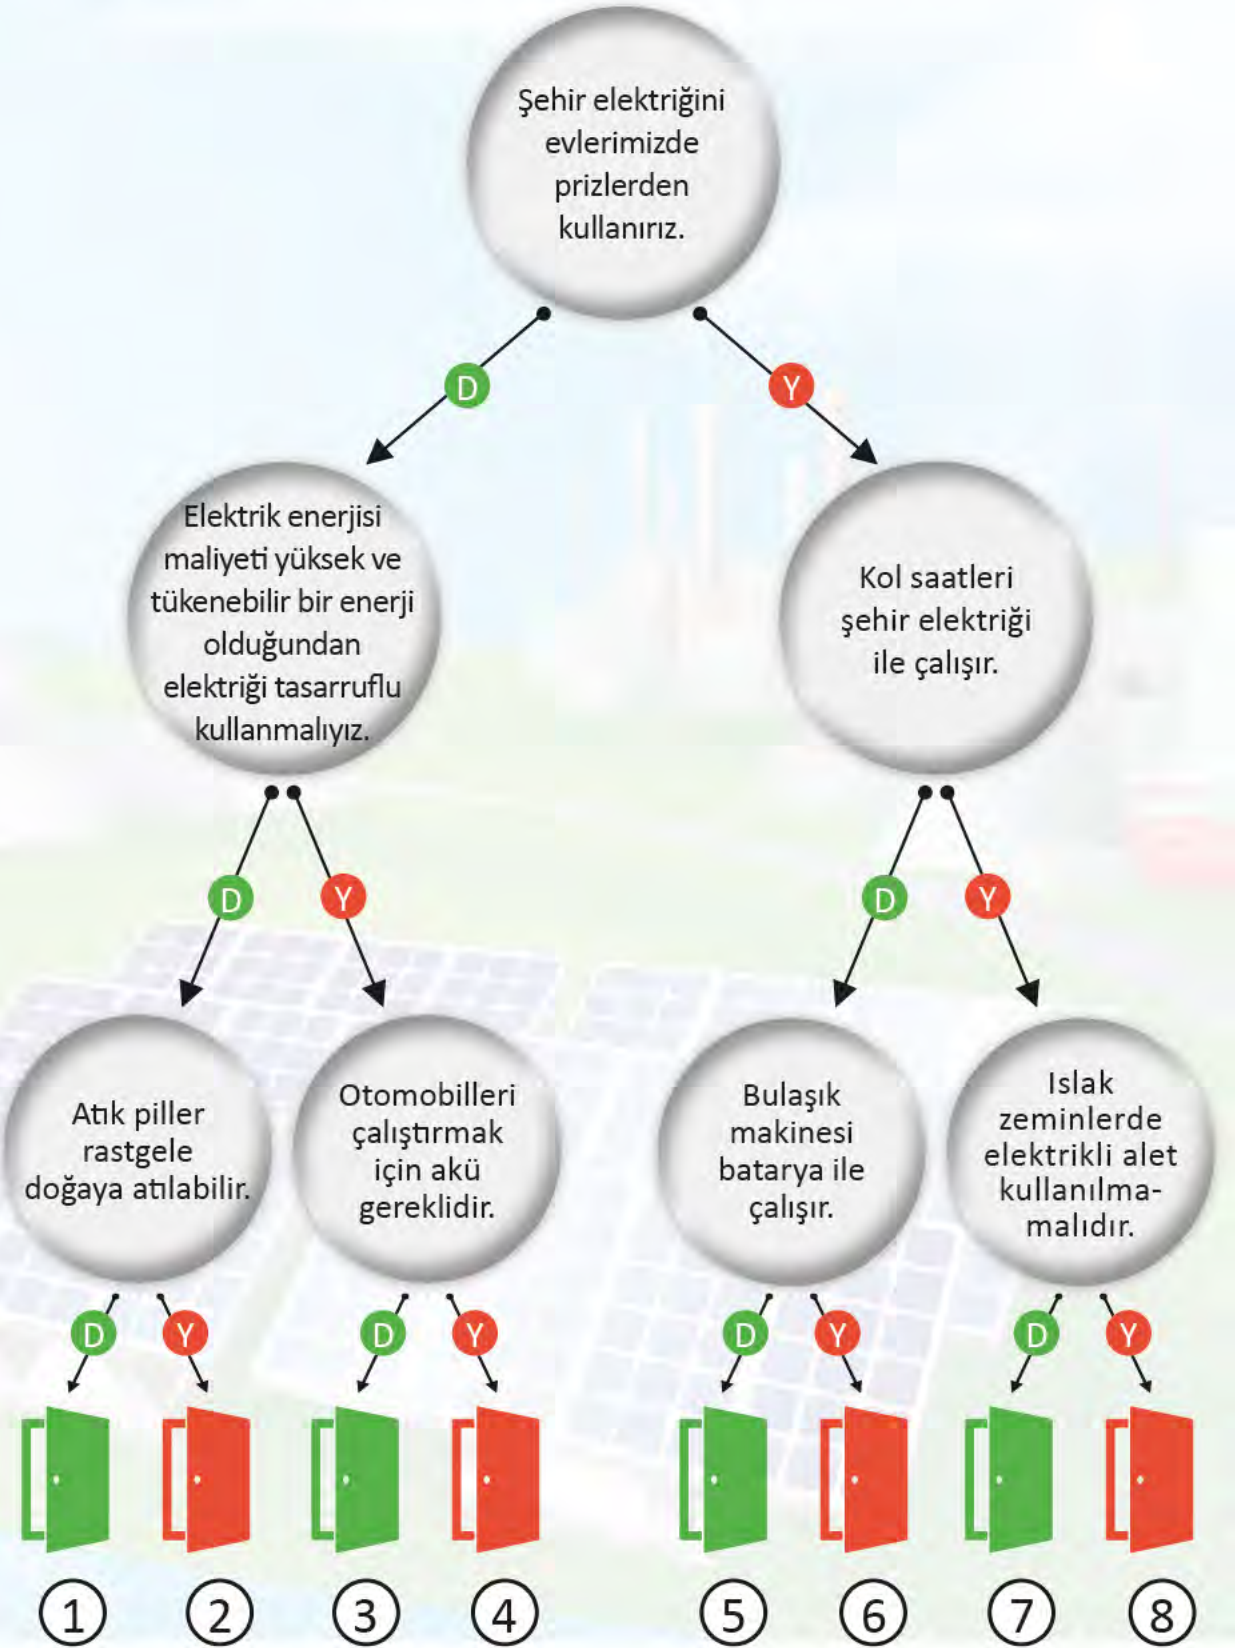 Şehir elektriğini
evlerimizde
prizlerden
kullanırız.
D
Y
Elektrik enerjisi
maliyeti yüksek ve
tükenebilir bir enerji
olduğundan
elektriği tasarruflu
kullanmalıyız.
Kol saatleri
şehir elektriği
ile çalışır.
D
Y
D
Y
Atık piller
rastgele
doğaya atılabilir.
Otomobilleri
çalıştırmak
için akü
gereklidir.
Bulaşık
makinesi
batarya ile
çalışır.
Islak
zeminlerde
elektrikli alet
kullanılma-
malıdır.
D
Y
D
Y
D
Y
D
Y
1
2
3
4
5
6
7
8